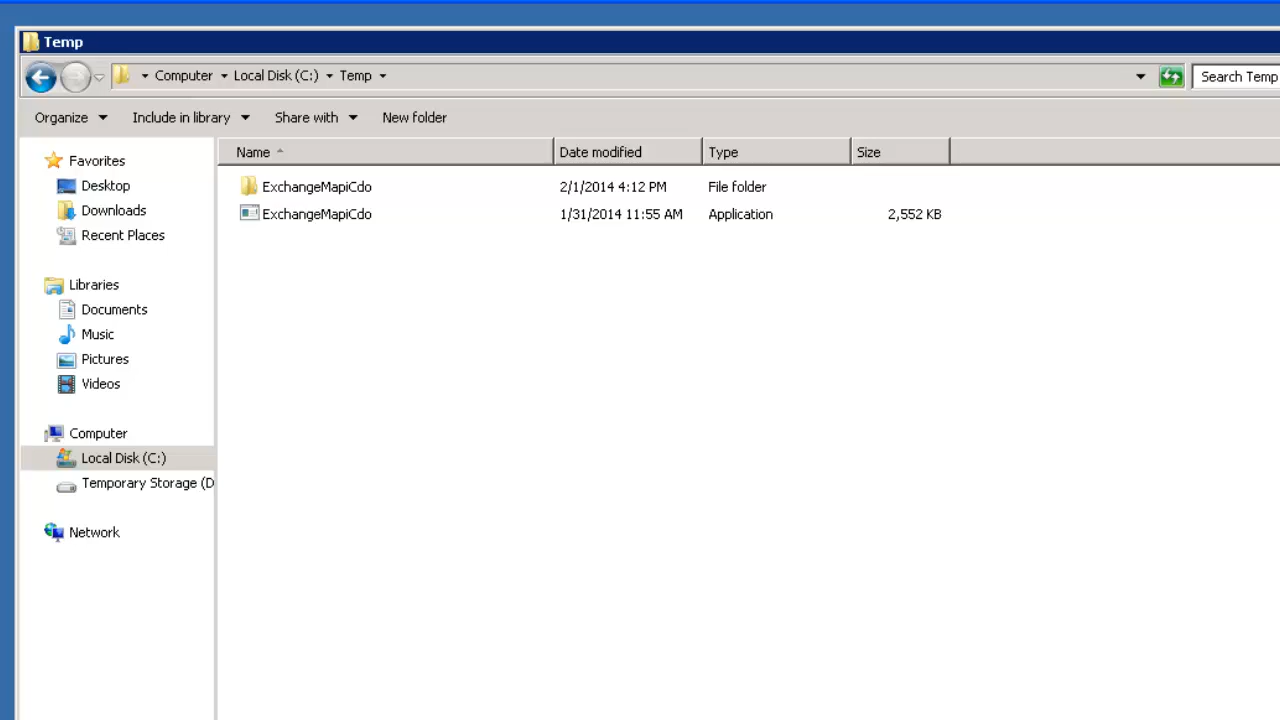 Temp
Computer Local Disk (C:) Temp
Search Temp
Organize Include in library Share with New folder
Name Date modified Type Size
ExchangeMapiCdo 2/1/2014 4:12 PM File folder
ExchangeMapiCdo 1/31/2014 11:55 AM Application 2,552 KB
Favorites
Desktop
Downloads
Recent Places
Libraries
Documents
Music
Pictures
Videos
Computer
Local Disk (C:)
Temporary Storage (D
Network